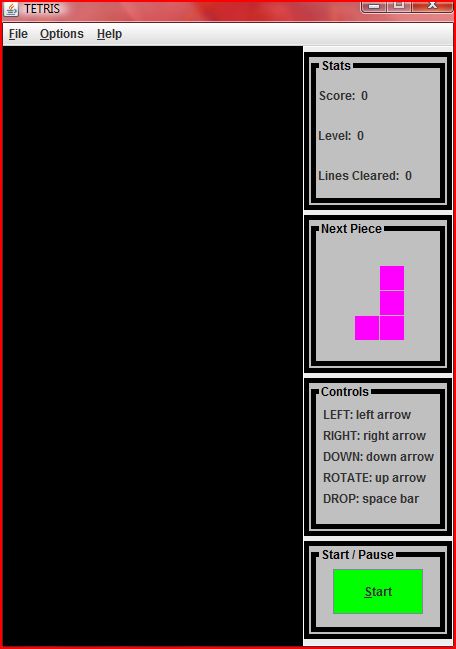 TETRIS
File Options Help
Stats
Score: 0
Level: 0
Lines Cleared: 0
Next Piece
Controls
LEFT: left arrow
RIGHT: right arrow
DOWN: down arrow
ROTATE: up arrow
DROP: space bar
Start / Pause
Start